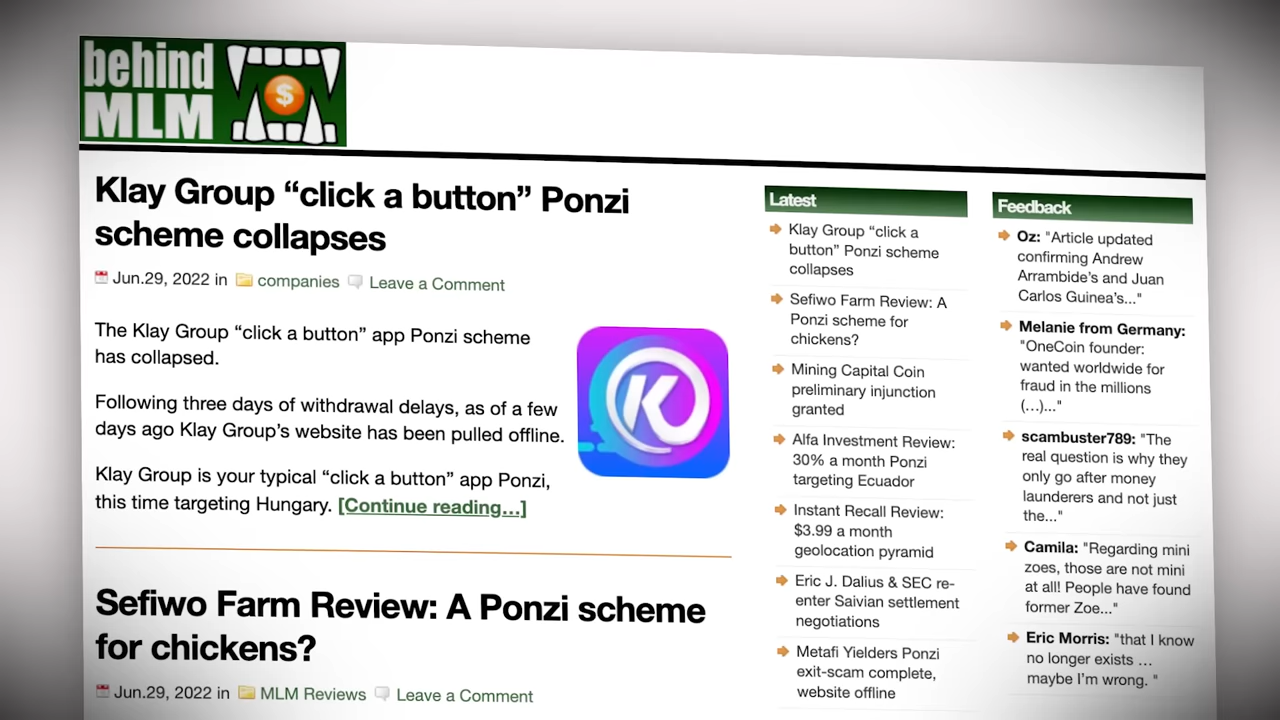 behind
MLM
$
Klay Group “click a button” Ponzi
scheme collapses
Jun.29, 2022 in companies Leave a Comment
The Klay Group “click a button” app Ponzi scheme
has collapsed.
Following three days of withdrawal delays, as of a few
days ago Klay Group’s website has been pulled offline.
Klay Group is your typical “click a button” app Ponzi,
this time targeting Hungary. [Continue reading...]
K
Sefiwo Farm Review: A Ponzi scheme
for chickens?
Jun.29, 2022 in MLM Reviews Leave a Comment
Latest
Klay Group “click a
button” Ponzi scheme
collapses
Sefiwo Farm Review: A
Ponzi scheme for
chickens?
Mining Capital Coin
preliminary injunction
granted
Alfa Investment Review:
30% a month Ponzi
targeting Ecuador
Instant Recall Review:
$3.99 a month
geolocation pyramid
Eric J. Dalius & SEC re-
enter Saivian settlement
negotiations
Metafi Yielders Ponzi
exit-scam complete,
website offline
Feedback
Oz: "Article updated
confirming Andrew
Arrambide’s and Juan
Carlos Guinea’s..."
Melanie from Germany:
"OneCoin founder:
wanted worldwide for
fraud in the millions
(…)..."
scambuster789: "The
real question is why they
only go after money
launderers and not just
the..."
Camila: "Regarding mini
zoes, those are not mini
at all! People have found
former Zoe..."
Eric Morris: "that I know
no longer exists …
maybe I’m wrong. "